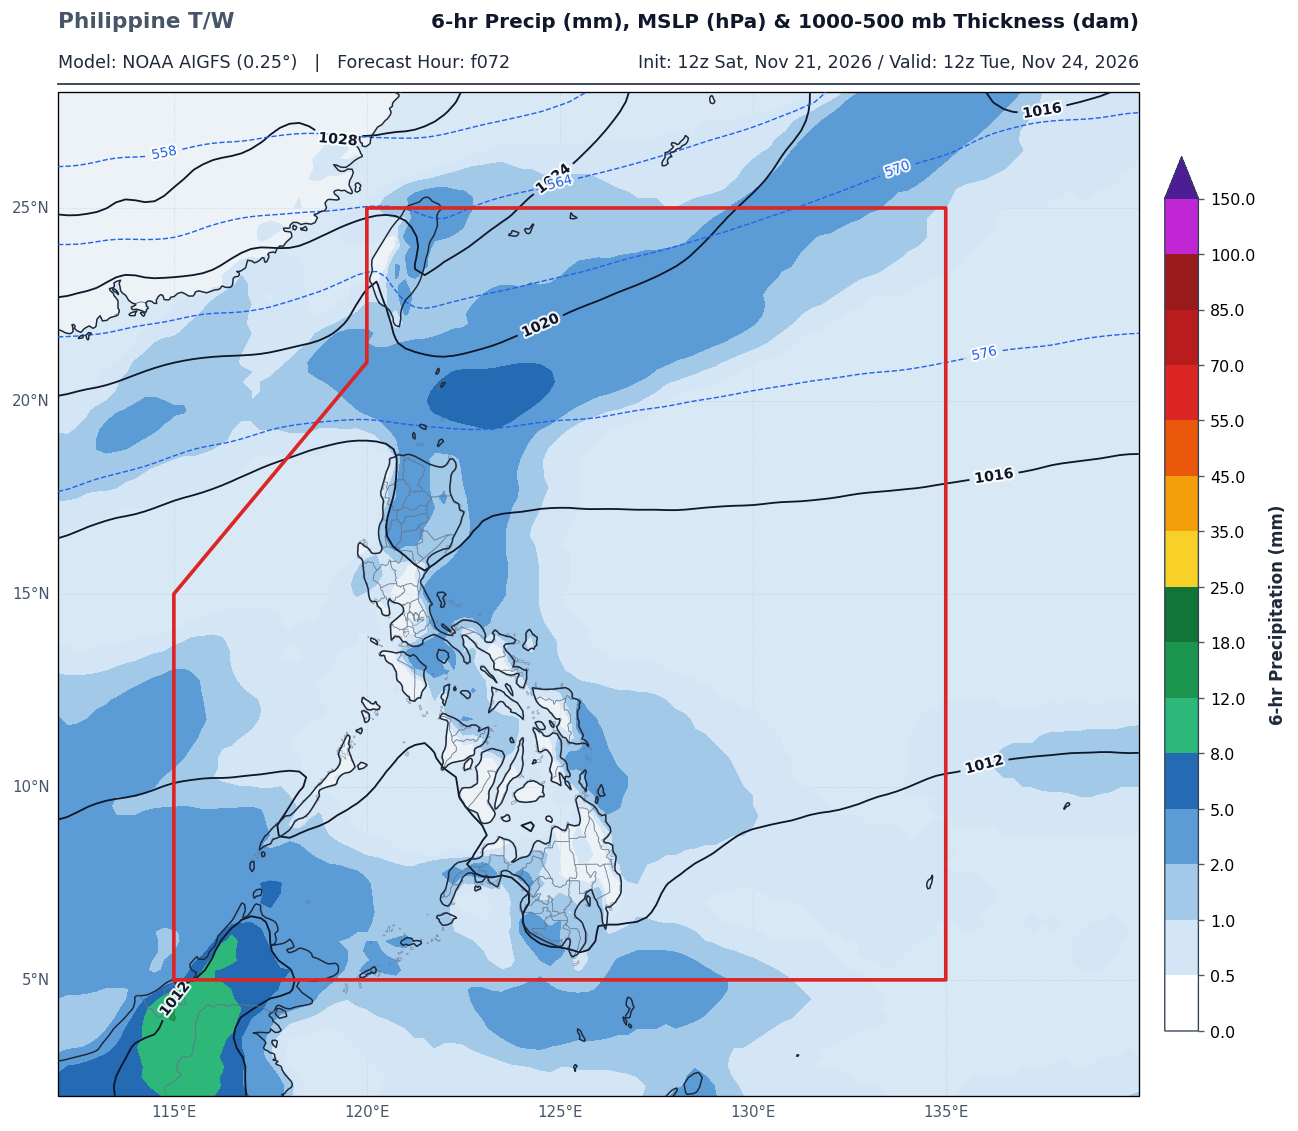 Philippine T/W
6-hr Precip (mm), MSLP (hPa) & 1000-500 mb Thickness (dam)
Model: NOAA AIGFS (0.25°) | Forecast Hour: f072
Init: 12z Sat, Nov 21, 2026 / Valid: 12z Tue, Nov 24, 2026
1016
1028
558
1024
564
570
150.0
25°N
100.0
85.0
1020
576
70.0
20°N
55.0
1016
45.0
35.0
15°N
25.0
18.0
12.0
1012
8.0
10°N
5.0
2.0
1.0
5°N
0.5
1012
0.0
115°E
120°E
125°E
130°E
135°E
6-hr Precipitation (mm)